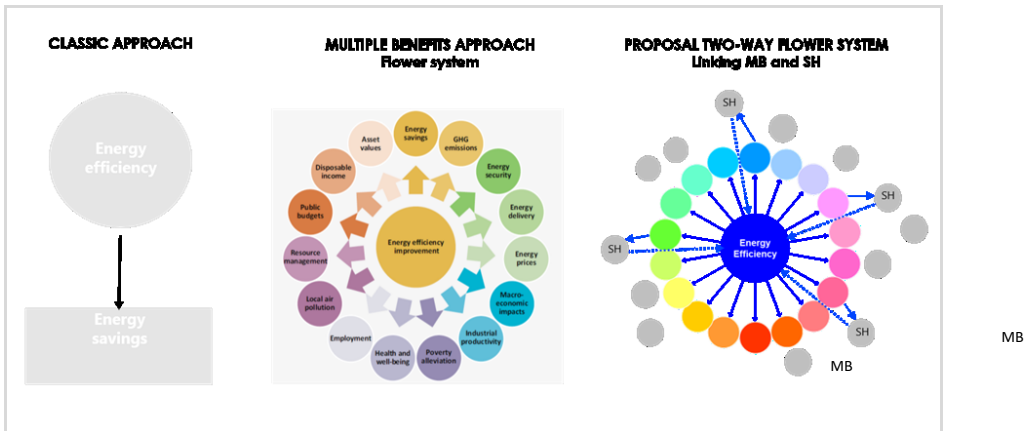 CLASSIC APPROACH
Energy
efficiency
Energy
savings
MULTIPLE BENEFITS APPROACH
Flower system
Energy
savings
GHG
emissions
Energy
security
Energy
delivery
Energy
prices
Macro-
economic
impacts
Industrial
productivity
Poverty
alleviation
Health and
well-being
Employment
Local air
pollution
Resource
management
Public
budgets
Disposable
income
Asset
values
Energy efficiency
improvement
PROPOSAL TWO-WAY FLOWER SYSTEM
Linking MB and SH
SH
SH
SH
Energy
Efficiency
SH
MB
MB